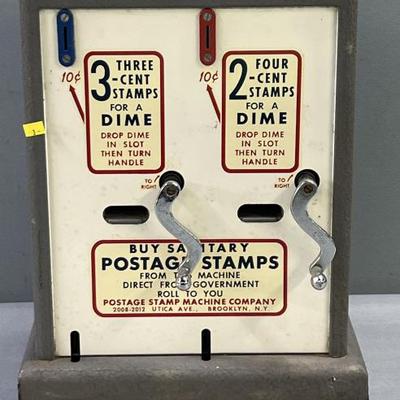 10¢
3 THREE
-CENT
STAMPS
FOR A
DIME
DROP DIME
IN SLOT
THEN TURN
HANDLE
TO
RIGHT
10¢
2 FOUR
-CENT
STAMPS
FOR A
DIME
DROP DIME
IN SLOT
THEN TURN
HANDLE
TO
RIGHT
BUY SANITARY
POSTAGE STAMPS
FROM THE MACHINE
DIRECT FROM GOVERNMENT
ROLL TO YOU
POSTAGE STAMP MACHINE COMPANY
2008-2012 UTICA AVE., BROOKLYN, N.Y.